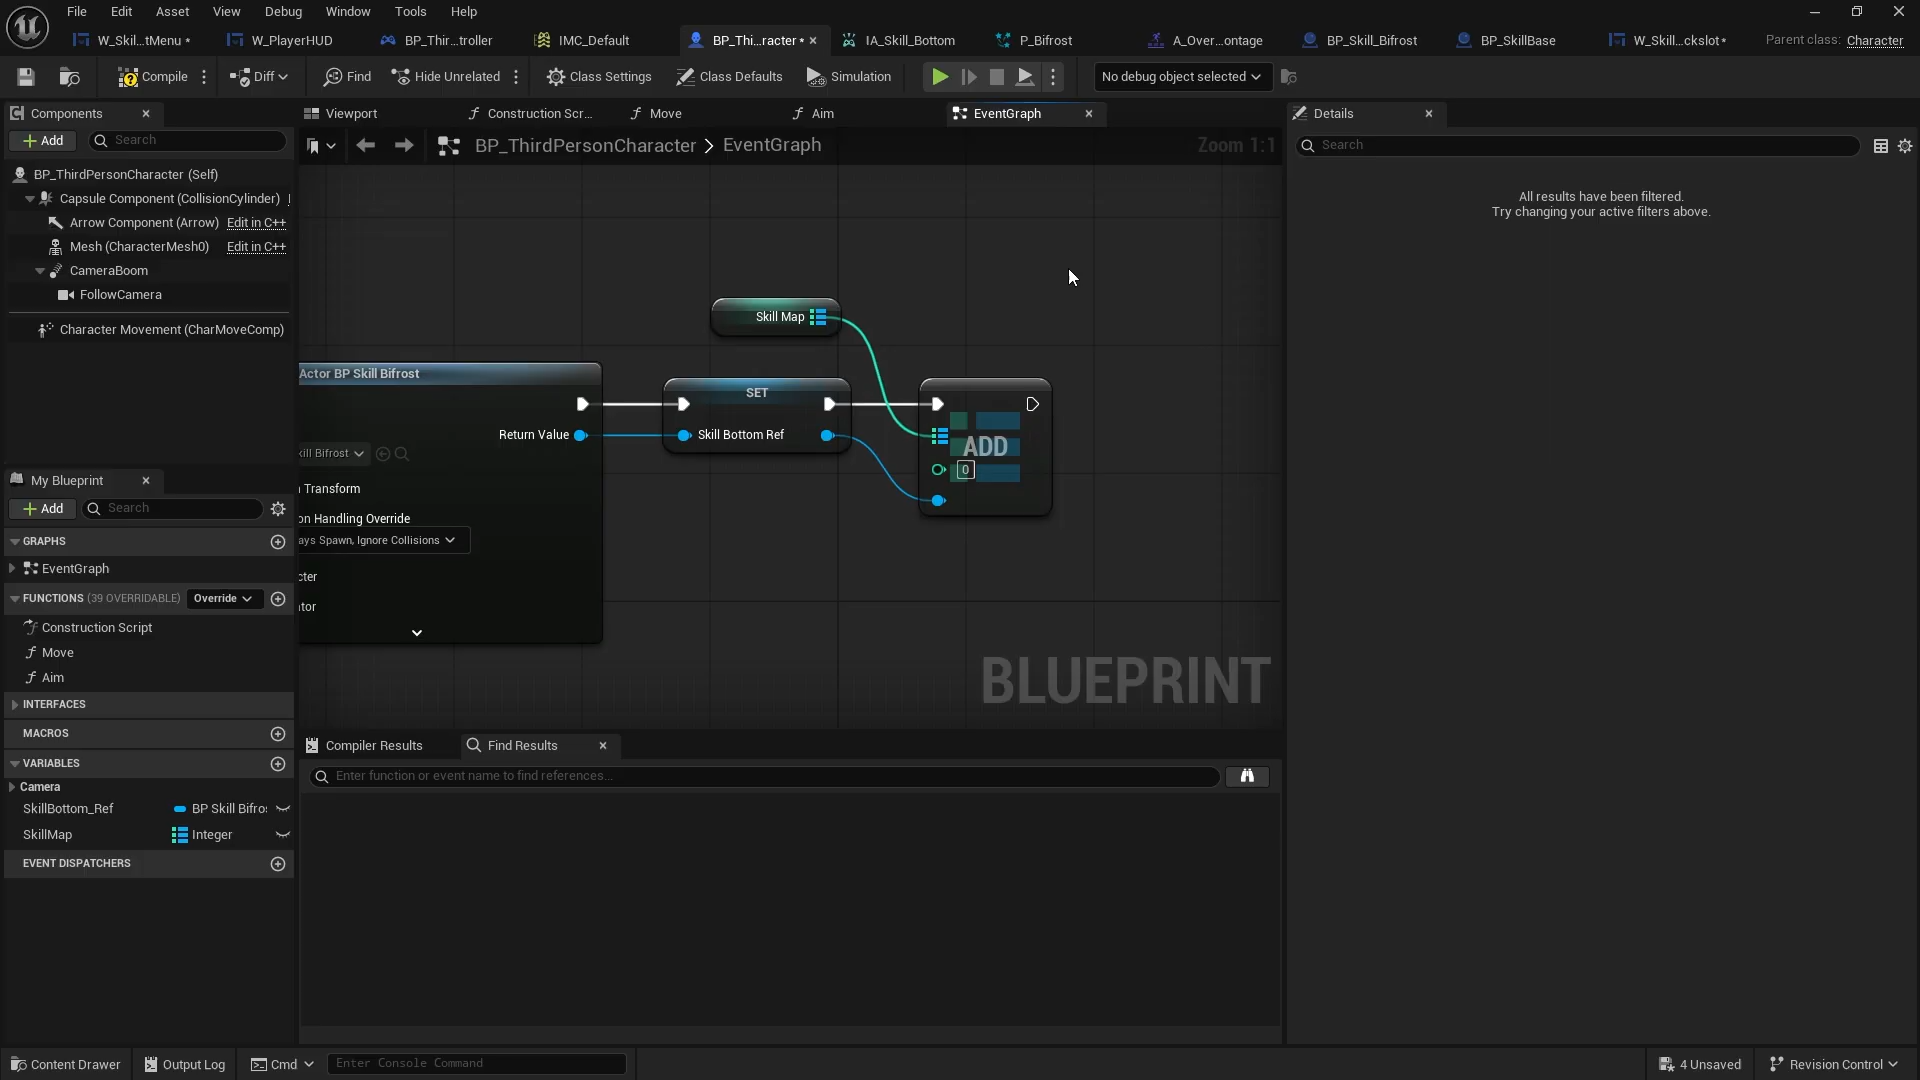 File Edit Asset View Debug Window Tools Help
W_Skil...tMenu * W_PlayerHUD BP_Thir...troller IMC_Default BP_Thi...racter * IA_Skill_Bottom P_Bifrost A_Over...ontage BP_Skill_Bifrost BP_SkillBase W_Skill...ckslot* Parent class: Character
Compile Diff Find Hide Unrelated Class Settings Class Defaults Simulation No debug object selected
Components
Add Search
BP_ThirdPersonCharacter (Self)
Capsule Component (CollisionCylinder)
Arrow Component (Arrow) Edit in C++
Mesh (CharacterMesh0) Edit in C++
CameraBoom
FollowCamera
Character Movement (CharMoveComp)
My Blueprint
Add Search
GRAPHS
EventGraph
FUNCTIONS (39 OVERRIDABLE) Override
Construction Script
Move
Aim
INTERFACES
MACROS
VARIABLES
Camera
SkillBottom_Ref BP Skill Bifro
SkillMap Integer
EVENT DISPATCHERS
Viewport Construction Scr... Move Aim EventGraph
BP_ThirdPersonCharacter > EventGraph Zoom 1:1
Skill Map
Actor BP Skill Bifrost
Return Value
kill Bifrost
n Transform
on Handling Override
ays Spawn, Ignore Collisions
cter
ator
SET
Skill Bottom Ref
ADD
0
BLUEPRINT
Compiler Results Find Results
Enter function or event name to find references...
Details
Search
All results have been filtered.
Try changing your active filters above.
Content Drawer Output Log Cmd Enter Console Command 4 Unsaved Revision Control